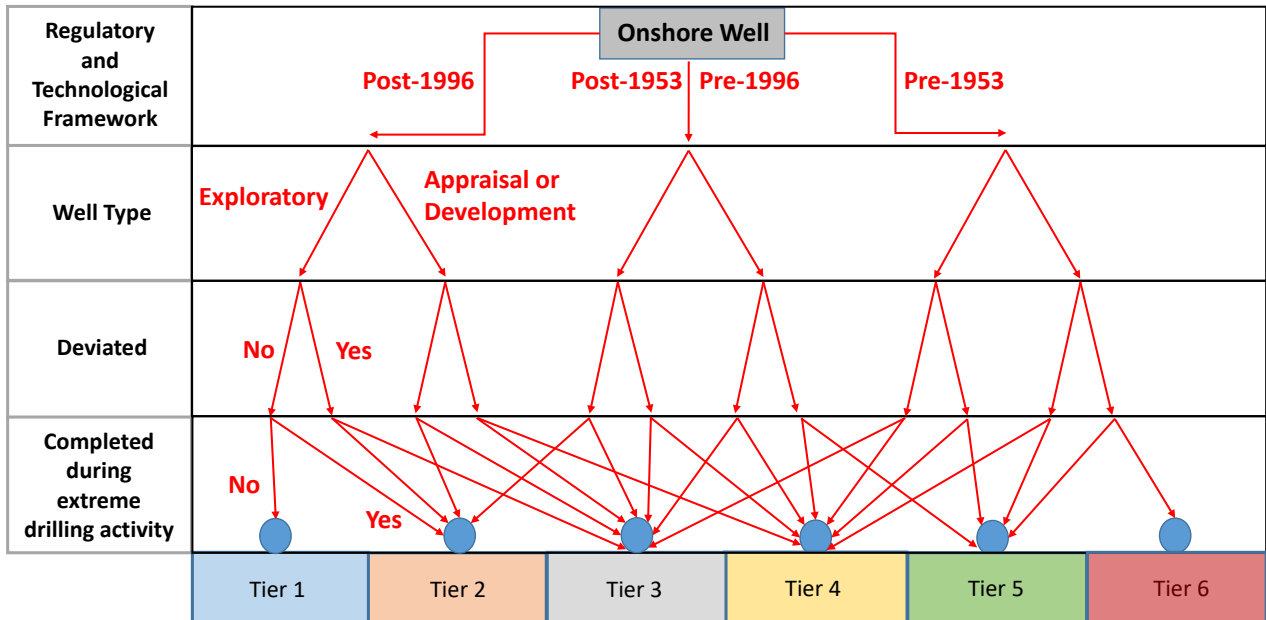 Regulatory
and
Technological
Framework
Onshore Well
Post-1996
Post-1953
Pre-1996
Pre-1953
Well Type
Exploratory
Appraisal or
Development
Deviated
No
Yes
Completed
during
extreme
drilling activity
No
Yes
Tier 1
Tier 2
Tier 3
Tier 4
Tier 5
Tier 6